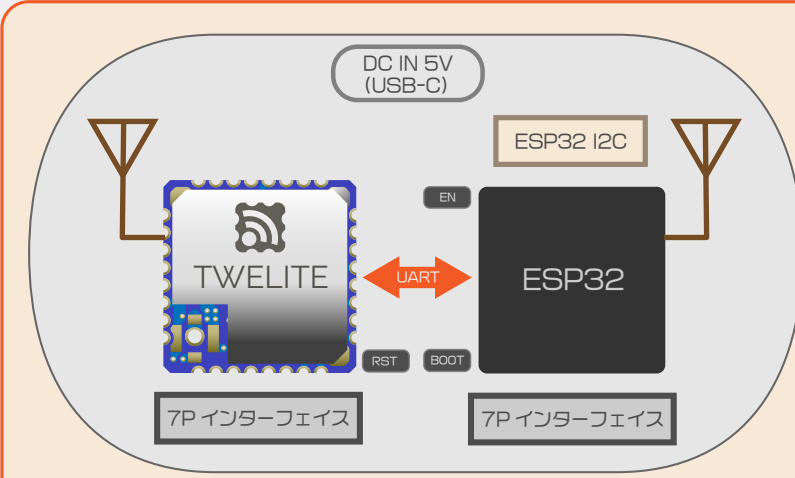 DC IN 5V
(USB-C)
ESP32 I2C
EN
TWELITE
UART
ESP32
RST
BOOT
7P インターフェイス
7P インターフェイス